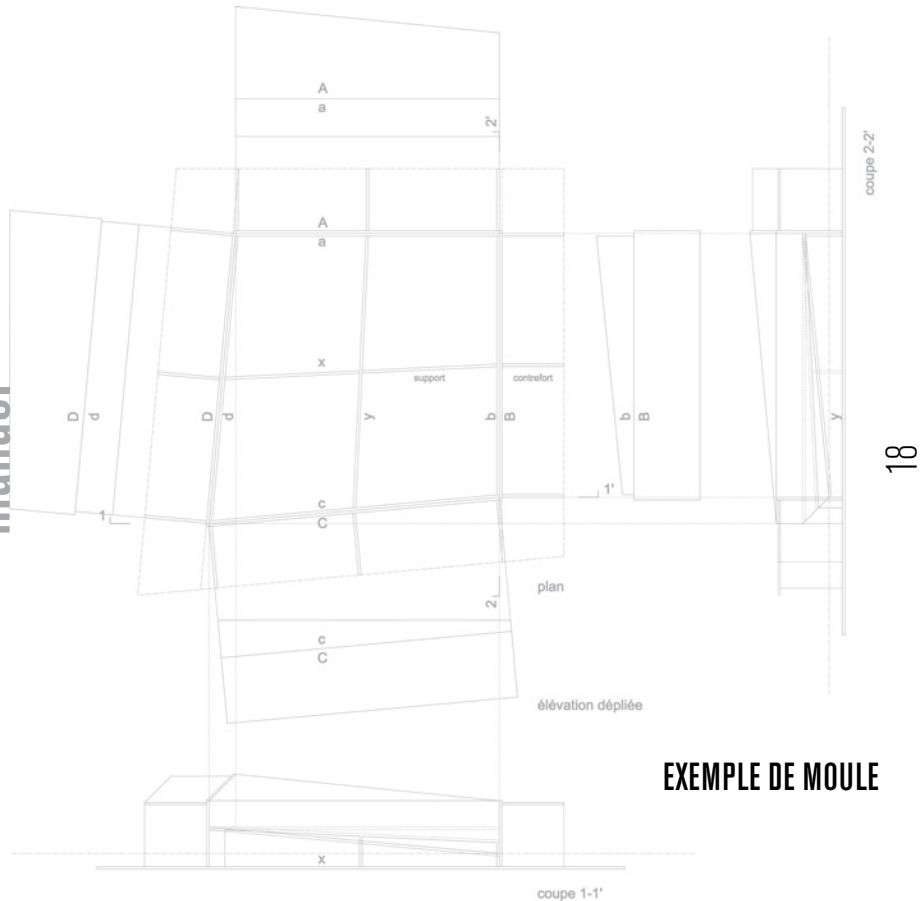 A
a
2'
coupe 2-2'
A
a
x
support
contrefort
D
d
D
d
y
b
B
b
B
y
manuel
18
1'
c
C
1
plan
2
c
C
élévation dépliée
EXEMPLE DE MOULE
x
coupe 1-1'